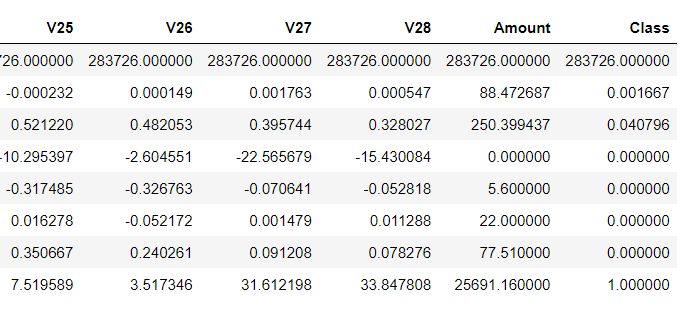 V25 V26 V27 V28 Amount Class
26.000000 283726.000000 283726.000000 283726.000000 283726.000000 283726.000000
-0.000232 0.000149 0.001763 0.000547 88.472687 0.001667
0.521220 0.482053 0.395744 0.328027 250.399437 0.040796
-10.295397 -2.604551 -22.565679 -15.430084 0.000000 0.000000
-0.317485 -0.326763 -0.070641 -0.052818 5.600000 0.000000
0.016278 -0.052172 0.001479 0.011288 22.000000 0.000000
0.350667 0.240261 0.091208 0.078276 77.510000 0.000000
7.519589 3.517346 31.612198 33.847808 25691.160000 1.000000